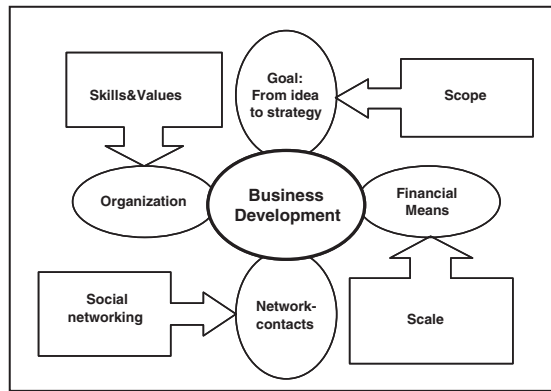 Skills&Values
Goal:
From idea
to strategy
Scope
Organization
Business
Development
Financial
Means
Social
networking
Network-
contacts
Scale